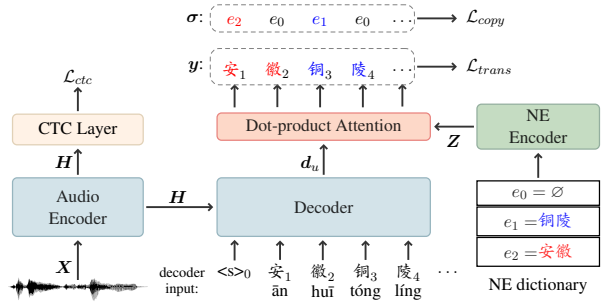 σ: e₂ e₀ e₁ e₀ ... L_copy
y: 安₁ 徽₂ 铜₃ 陵₄ ... L_trans
L_ctc
CTC Layer
Dot-product Attention
NE
Encoder
H
d_u
Z
Audio
Encoder
H
Decoder
e₀ = ∅
e₁ = 铜陵
e₂ = 安徽
X
decoder
input:
<s>₀ 安₁ 徽₂ 铜₃ 陵₄ ...
ān huī tóng líng
NE dictionary